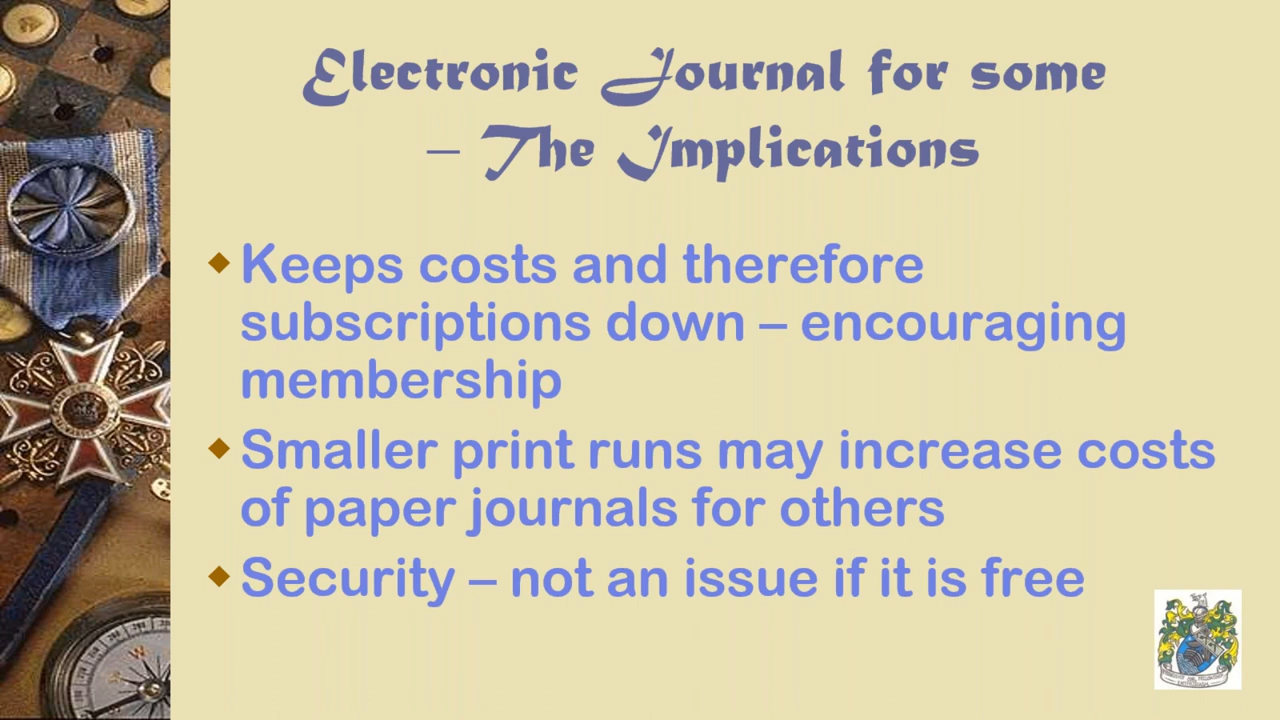 Electronic Journal for some
– The Implications
Keeps costs and therefore
subscriptions down – encouraging
membership
Smaller print runs may increase costs
of paper journals for others
Security – not an issue if it is free